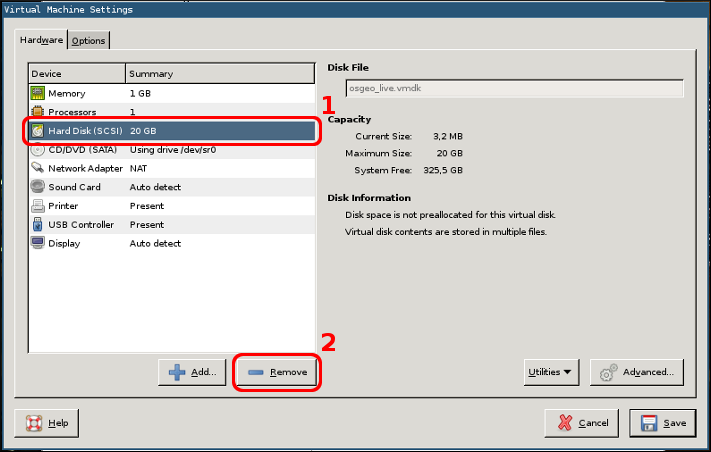 Virtual Machine Settings
Hardware Options
Device Summary
Memory 1 GB
Processors 1
Hard Disk (SCSI) 20 GB
CD/DVD (SATA) Using drive /dev/sr0
Network Adapter NAT
Sound Card Auto detect
Printer Present
USB Controller Present
Display Auto detect
1
2
Add...
Remove
Disk File
osgeo_live.vmdk
Capacity
Current Size: 3,2 MB
Maximum Size: 20 GB
System Free: 325,5 GB
Disk Information
Disk space is not preallocated for this virtual disk.
Virtual disk contents are stored in multiple files.
Utilities
Advanced...
Help
Cancel
Save